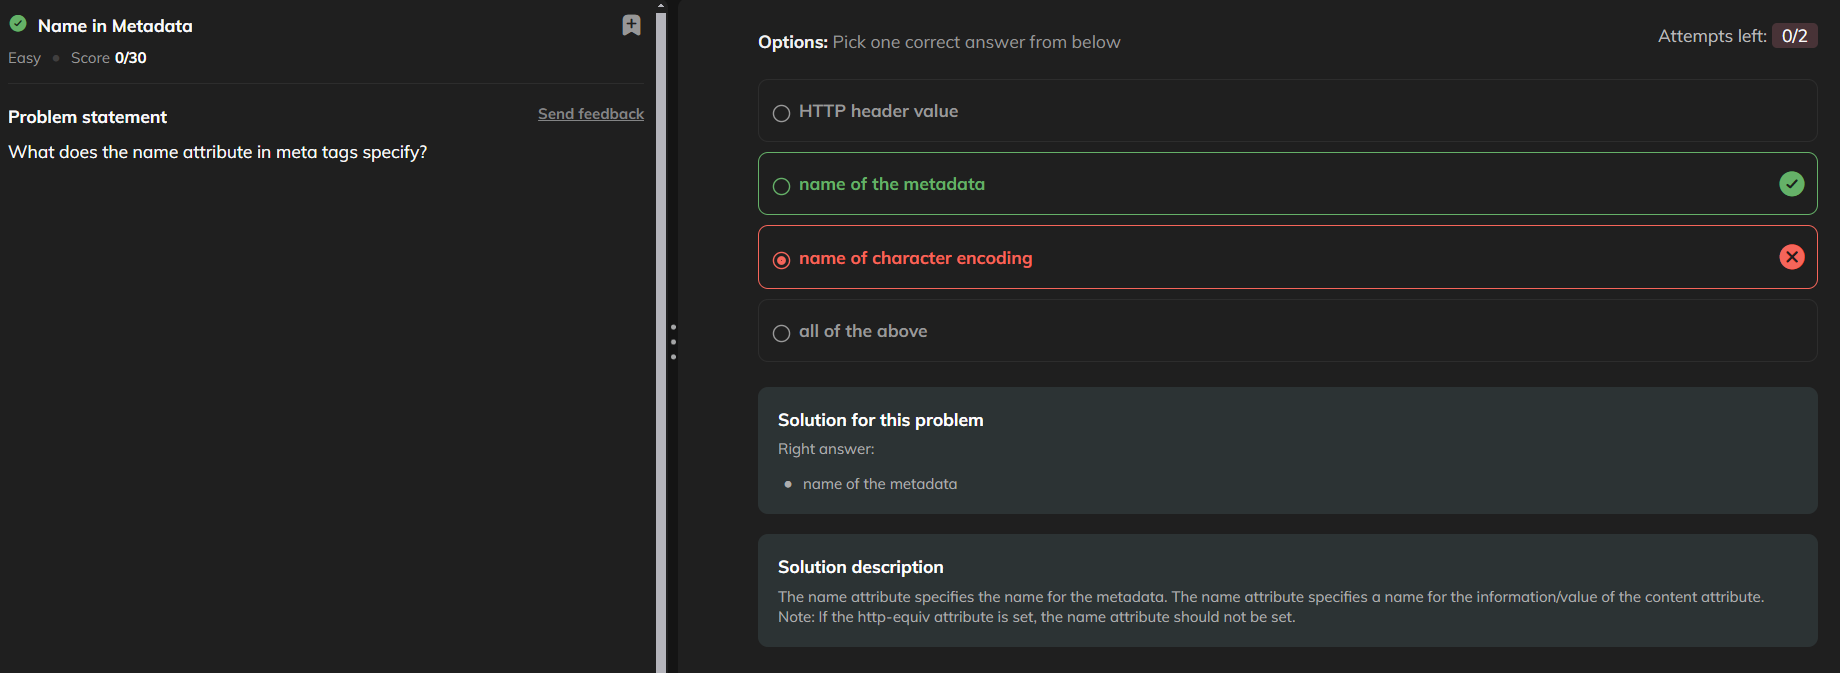 Name in Metadata
Easy • Score 0/30
Problem statement
Send feedback
What does the name attribute in meta tags specify?
Options: Pick one correct answer from below
Attempts left: 0/2
HTTP header value
name of the metadata
name of character encoding
all of the above
Solution for this problem
Right answer:
• name of the metadata
Solution description
The name attribute specifies the name for the metadata. The name attribute specifies a name for the information/value of the content attribute.
Note: If the http-equiv attribute is set, the name attribute should not be set.